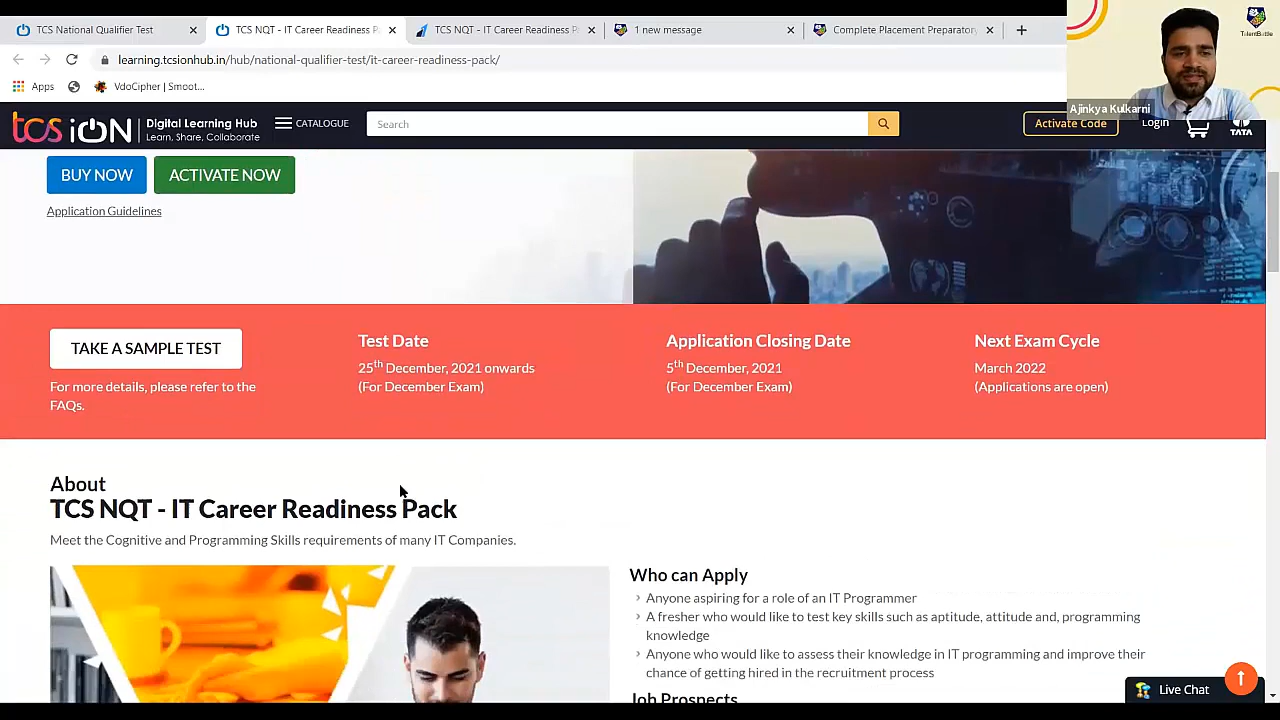 TCS National Qualifier Test
TCS NQT - IT Career Readiness P
TCS NQT - IT Career Readiness P
1 new message
Complete Placement Preparatory
TalentBattle
learning.tcsionhub.in/hub/national-qualifier-test/it-career-readiness-pack/
Apps
VdoCipher | Smoot...
Ajinkya Kulkarni
tcs iON
Digital Learning Hub
Learn, Share, Collaborate
CATALOGUE
Search
Activate Code
Login
TATA
BUY NOW
ACTIVATE NOW
Application Guidelines
TAKE A SAMPLE TEST
For more details, please refer to the
FAQs.
Test Date
25th December, 2021 onwards
(For December Exam)
Application Closing Date
5th December, 2021
(For December Exam)
Next Exam Cycle
March 2022
(Applications are open)
About
TCS NQT - IT Career Readiness Pack
Meet the Cognitive and Programming Skills requirements of many IT Companies.
Who can Apply
Anyone aspiring for a role of an IT Programmer
A fresher who would like to test key skills such as aptitude, attitude and, programming
knowledge
Anyone who would like to assess their knowledge in IT programming and improve their
chance of getting hired in the recruitment process
Job Prospects
Live Chat